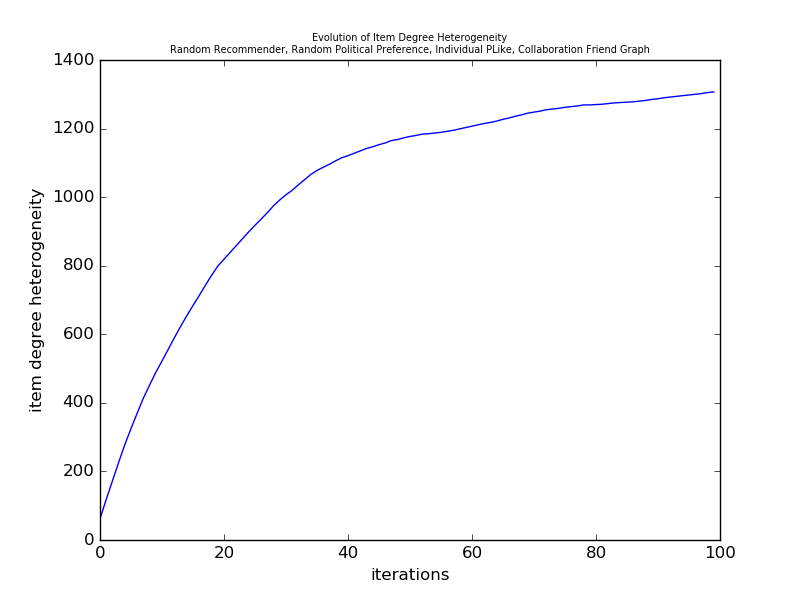 Evolution of Item Degree Heterogeneity
Random Recommender, Random Political Preference, Individual PLike, Collaboration Friend Graph
1400
1200
1000
800
600
400
200
0
item degree heterogeneity
0 20 40 60 80 100
iterations